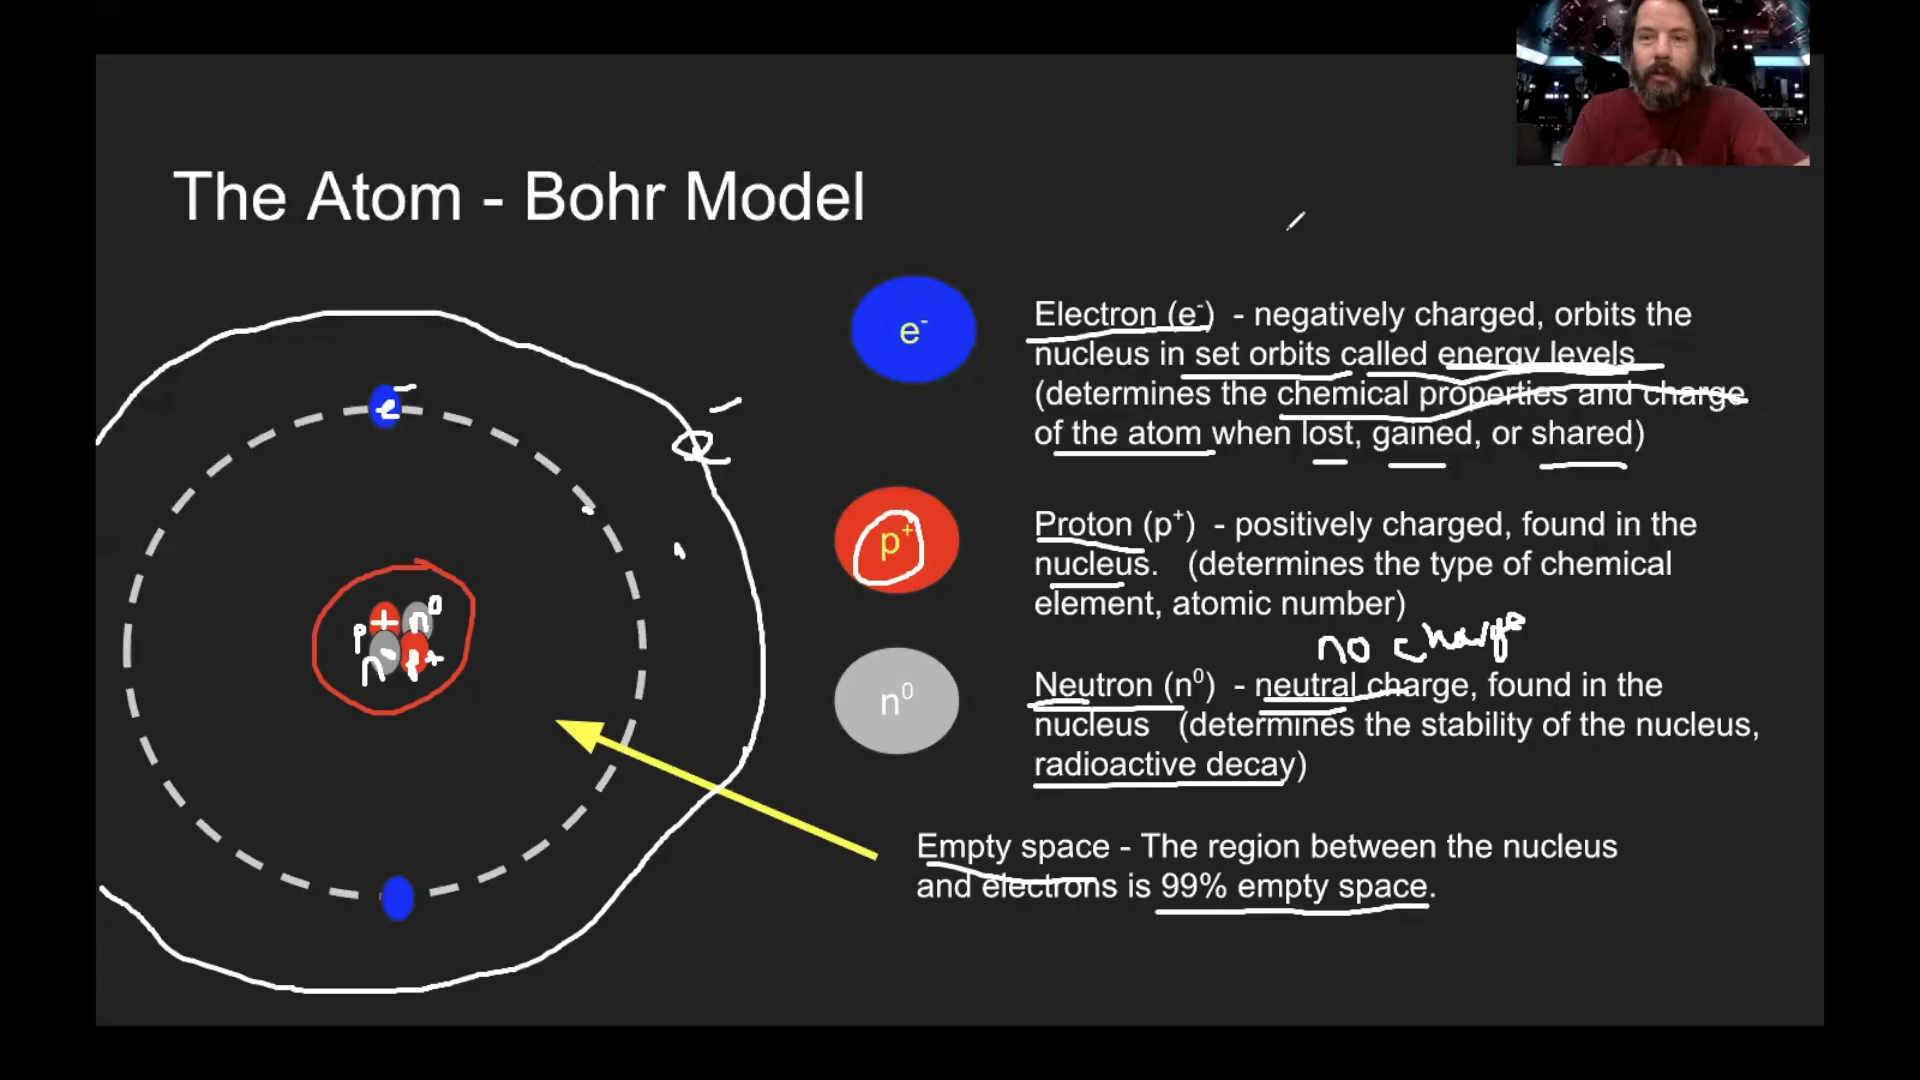 The Atom - Bohr Model
e⁻
Electron (e⁻) - negatively charged, orbits the
nucleus in set orbits called energy levels
(determines the chemical properties and charge
of the atom when lost, gained, or shared)
e⁻
p⁺
Proton (p⁺) - positively charged, found in the
nucleus. (determines the type of chemical
element, atomic number)
p + n⁰
n p+
no charge
n⁰
Neutron (n⁰) - neutral charge, found in the
nucleus (determines the stability of the nucleus,
radioactive decay)
Empty space - The region between the nucleus
and electrons is 99% empty space.